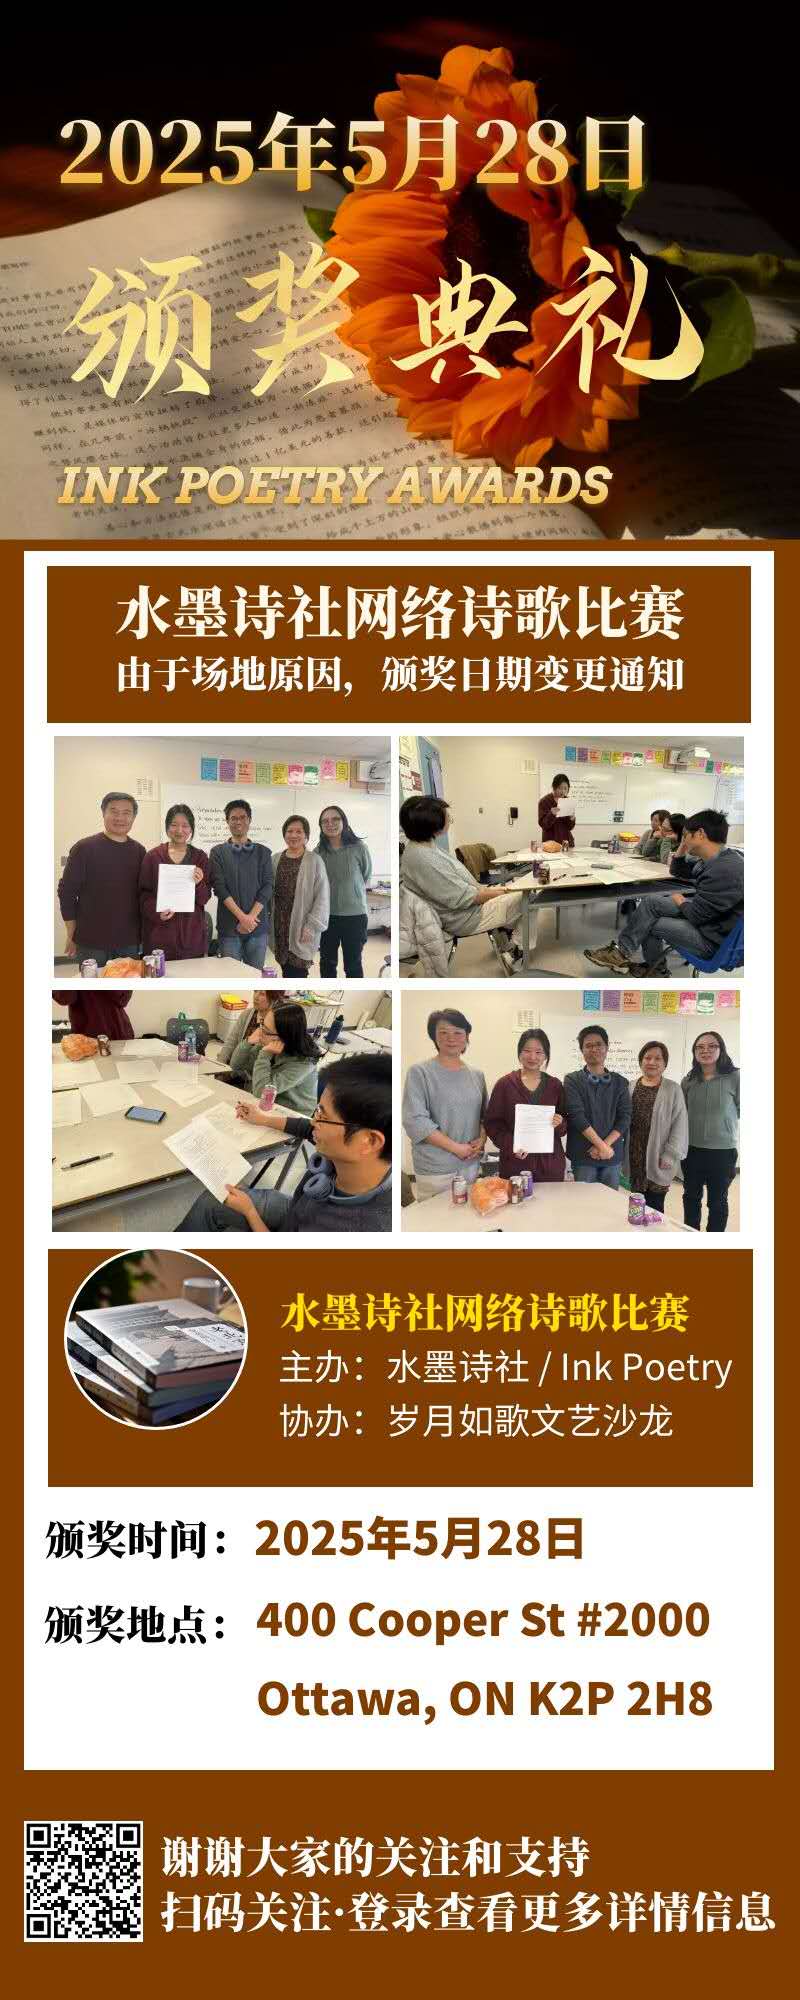 2025年5月28日
颁奖典礼
INK POETRY AWARDS
水墨诗社网络诗歌比赛
由于场地原因，颁奖日期变更通知
水墨诗社网络诗歌比赛
主办：水墨诗社 / Ink Poetry
协办：岁月如歌文艺沙龙
颁奖时间：2025年5月28日
颁奖地点：400 Cooper St #2000
Ottawa, ON K2P 2H8
谢谢大家的关注和支持
扫码关注·登录查看更多详情信息